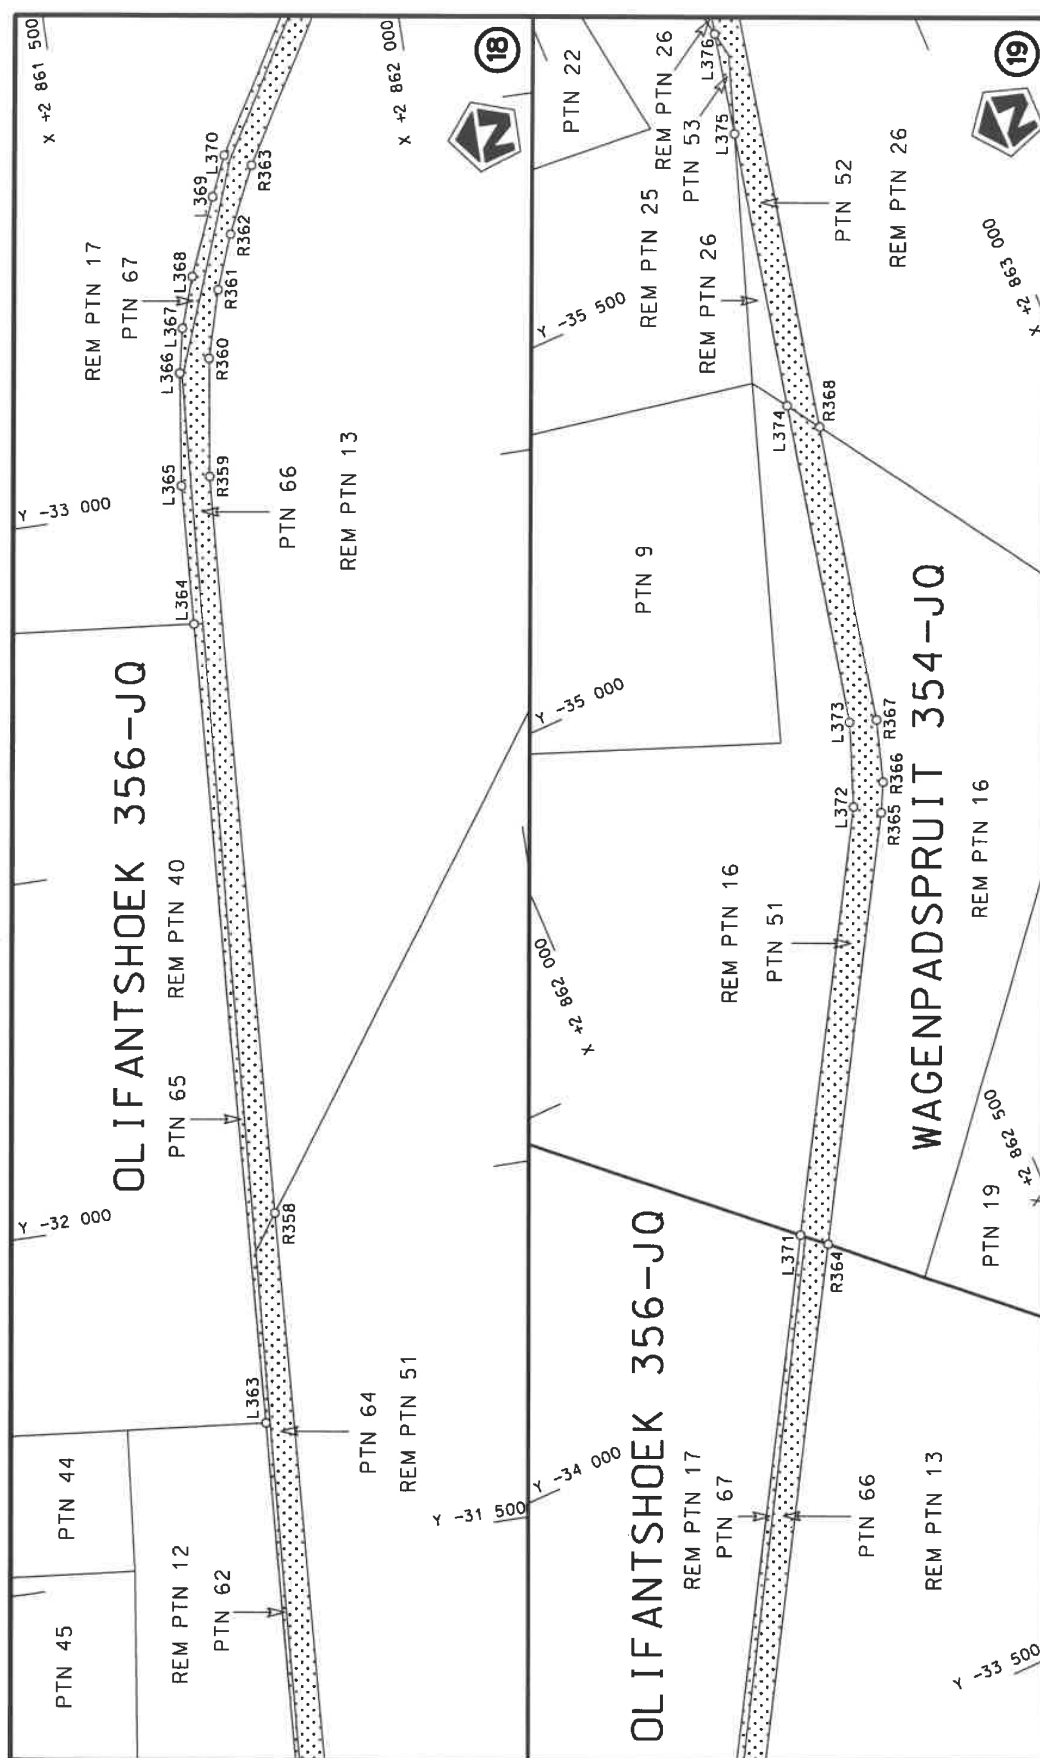 18
X +2 861 500
X +2 862 000
Y -33 000
Y -32 000
Y -31 500
OLIFANTSHOEK 356-JQ
REM PTN 17
PTN 67
L370
L369
L368
L367
L366
L365
L364
L363
R363
R362
R361
R360
R359
R358
PTN 66
REM PTN 13
REM PTN 40
PTN 65
PTN 64
REM PTN 51
PTN 44
PTN 45
REM PTN 12
PTN 62
19
PTN 22
REM PTN 26
PTN 53
REM PTN 25
REM PTN 26
L376
L375
L374
L373
L372
L371
R368
R367
R366
R365
R364
PTN 52
REM PTN 26
X +2 863 000
Y -35 500
PTN 9
Y -35 000
WAGENPADSPRUIT 354-JQ
REM PTN 16
PTN 51
REM PTN 16
X +2 862 000
X +2 862 500
PTN 19
OLIFANTSHOEK 356-JQ
REM PTN 17
PTN 67
Y -34 000
PTN 66
REM PTN 13
Y -33 500